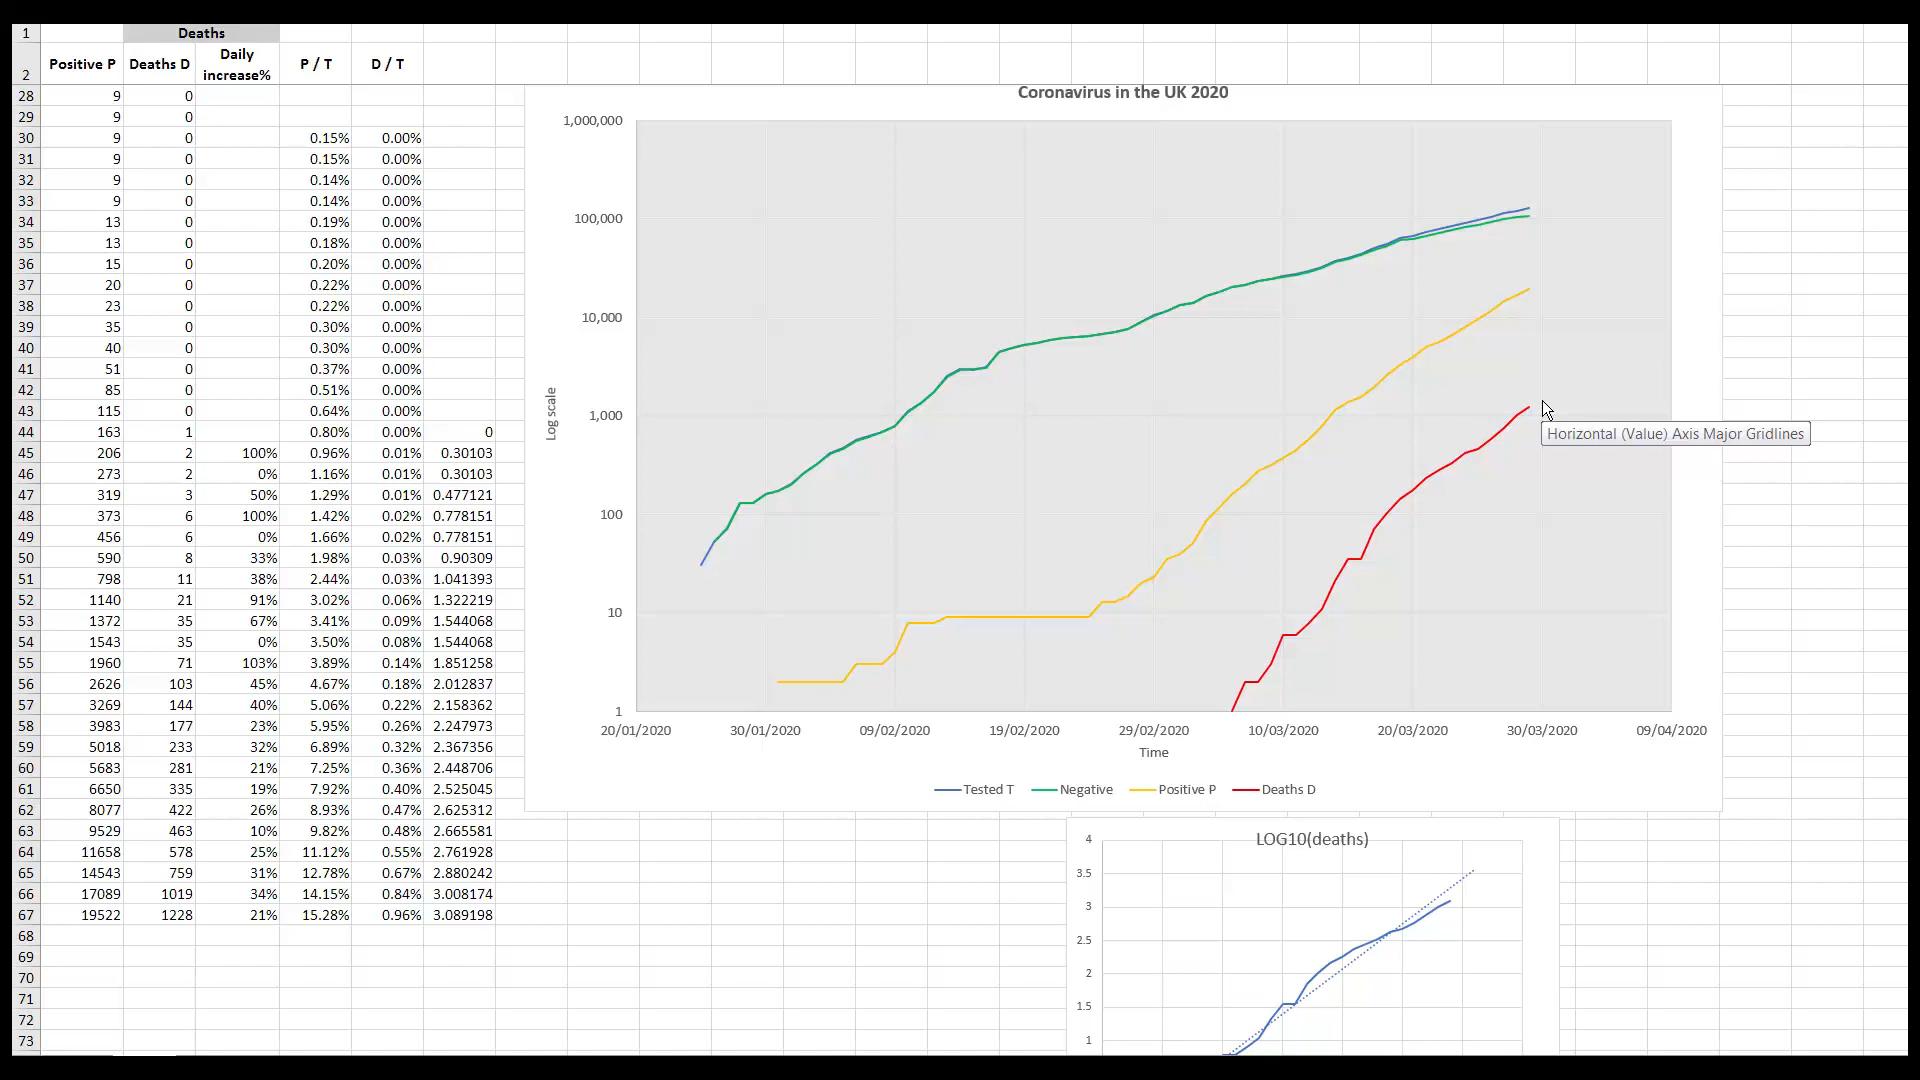 1 Deaths
2 Positive P Deaths D Daily increase% P / T D / T
28 9 0
29 9 0
30 9 0 0.15% 0.00%
31 9 0 0.15% 0.00%
32 9 0 0.14% 0.00%
33 9 0 0.14% 0.00%
34 13 0 0.19% 0.00%
35 13 0 0.18% 0.00%
36 15 0 0.20% 0.00%
37 20 0 0.22% 0.00%
38 23 0 0.22% 0.00%
39 35 0 0.30% 0.00%
40 40 0 0.30% 0.00%
41 51 0 0.37% 0.00%
42 85 0 0.51% 0.00%
43 115 0 0.64% 0.00%
44 163 1 0.80% 0.00% 0
45 206 2 100% 0.96% 0.01% 0.30103
46 273 2 0% 1.16% 0.01% 0.30103
47 319 3 50% 1.29% 0.01% 0.477121
48 373 6 100% 1.42% 0.02% 0.778151
49 456 6 0% 1.66% 0.02% 0.778151
50 590 8 33% 1.98% 0.03% 0.90309
51 798 11 38% 2.44% 0.03% 1.041393
52 1140 21 91% 3.02% 0.06% 1.322219
53 1372 35 67% 3.41% 0.09% 1.544068
54 1543 35 0% 3.50% 0.08% 1.544068
55 1960 71 103% 3.89% 0.14% 1.851258
56 2626 103 45% 4.67% 0.18% 2.012837
57 3269 144 40% 5.06% 0.22% 2.158362
58 3983 177 23% 5.95% 0.26% 2.247973
59 5018 233 32% 6.89% 0.32% 2.367356
60 5683 281 21% 7.25% 0.36% 2.448706
61 6650 335 19% 7.92% 0.40% 2.525045
62 8077 422 26% 8.93% 0.47% 2.625312
63 9529 463 10% 9.82% 0.48% 2.665581
64 11658 578 25% 11.12% 0.55% 2.761928
65 14543 759 31% 12.78% 0.67% 2.880242
66 17089 1019 34% 14.15% 0.84% 3.008174
67 19522 1228 21% 15.28% 0.96% 3.089198
68
69
70
71
72
73
Coronavirus in the UK 2020
1,000,000
100,000
10,000
1,000
100
10
1
Log scale
20/01/2020 30/01/2020 09/02/2020 19/02/2020 29/02/2020 10/03/2020 20/03/2020 30/03/2020 09/04/2020
Time
Tested T Negative Positive P Deaths D
Horizontal (Value) Axis Major Gridlines
LOG10(deaths)
4
3.5
3
2.5
2
1.5
1